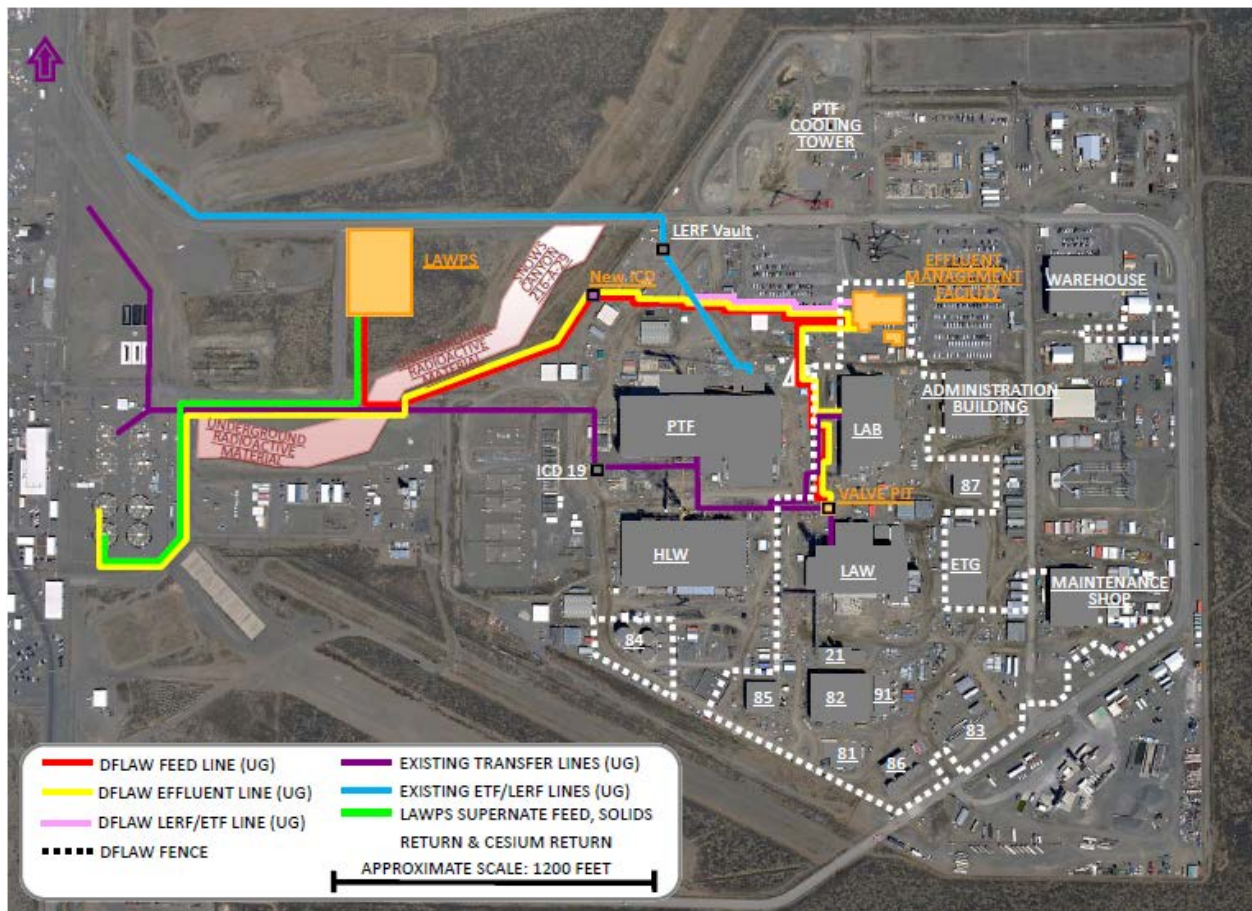 PTF
COOLING
TOWER
LERF Vault
LAWPS
SNOWS
CANYON
New ICD
EFFLUENT
MANAGEMENT
FACILITY
WAREHOUSE
UNDERGROUND
RADIOACTIVE
MATERIAL
UNDERGROUND
RADIOACTIVE
MATERIAL
ADMINISTRATION
BUILDING
PTF
LAB
ICD 19
VALVE PIT
87
HLW
LAW
ETG
MAINTENANCE
SHOP
84
21
85
82
91
83
81
86
DFLAW FEED LINE (UG)
DFLAW EFFLUENT LINE (UG)
DFLAW LERF/ETF LINE (UG)
DFLAW FENCE
EXISTING TRANSFER LINES (UG)
EXISTING ETF/LERF LINES (UG)
LAWPS SUPERNATE FEED, SOLIDS
RETURN & CESIUM RETURN
APPROXIMATE SCALE: 1200 FEET